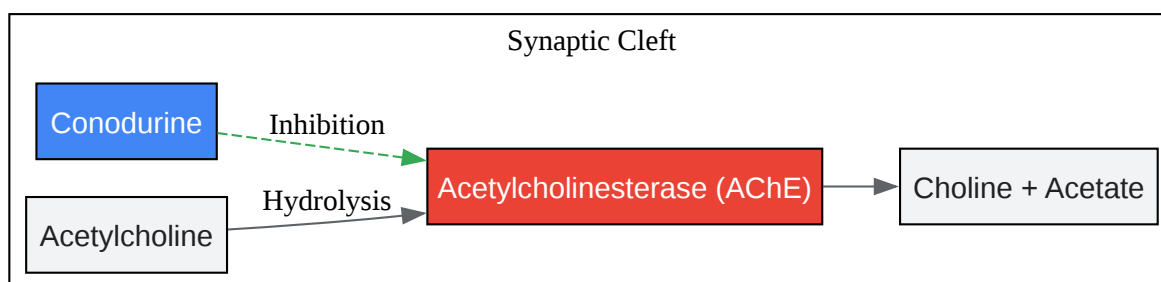 Synaptic Cleft
Conodurine
Inhibition
Acetylcholinesterase (AChE)
Choline + Acetate
Hydrolysis
Acetylcholine